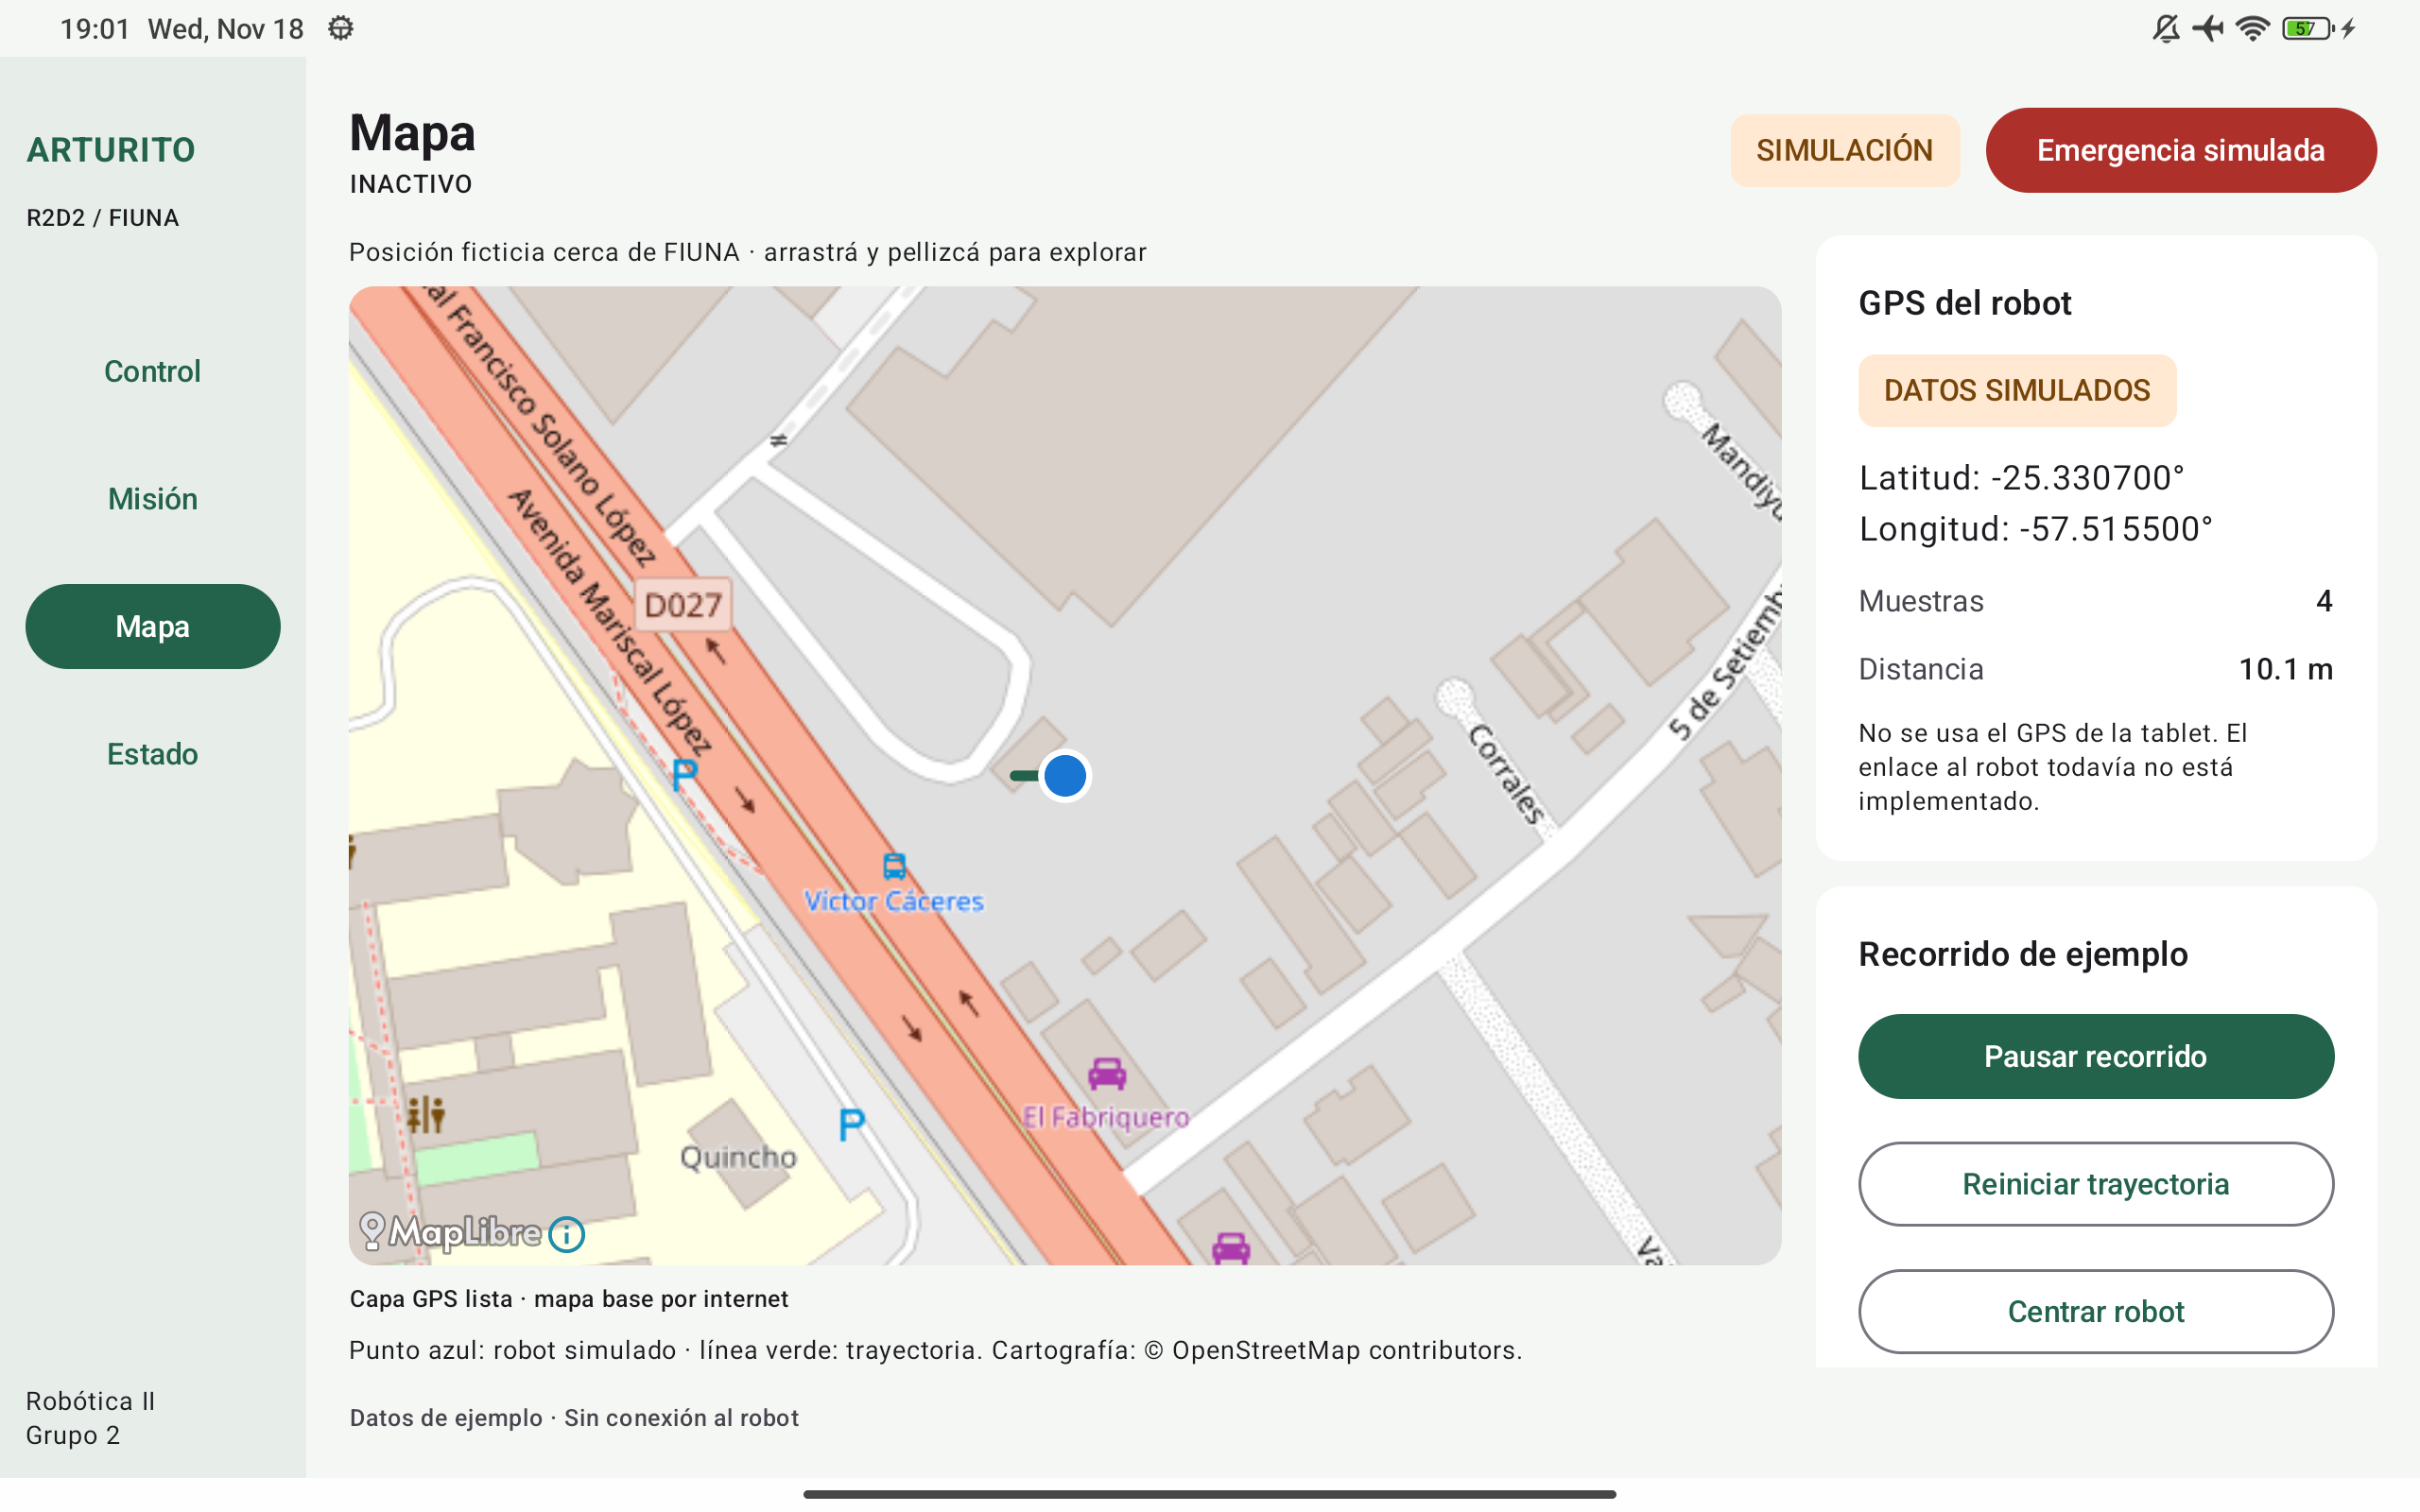 19:01 Wed, Nov 18
57
ARTURITO
R2D2 / FIUNA
Control
Misión
Mapa
Estado
Robótica II
Grupo 2
Mapa
INACTIVO
SIMULACIÓN
Emergencia simulada
Posición ficticia cerca de FIUNA · arrastrá y pellizcá para explorar
al Francisco Solano López
Avenida Mariscal López
D027
P
Víctor Cáceres
Mandiyu
5 de Setiemb
Corrales
El Fabriquero
P
Quincho
Va
MapLibre
Capa GPS lista · mapa base por internet
Punto azul: robot simulado · línea verde: trayectoria. Cartografía: © OpenStreetMap contributors.
Datos de ejemplo · Sin conexión al robot
GPS del robot
DATOS SIMULADOS
Latitud: -25.330700°
Longitud: -57.515500°
Muestras 4
Distancia 10.1 m
No se usa el GPS de la tablet. El
enlace al robot todavía no está
implementado.
Recorrido de ejemplo
Pausar recorrido
Reiniciar trayectoria
Centrar robot